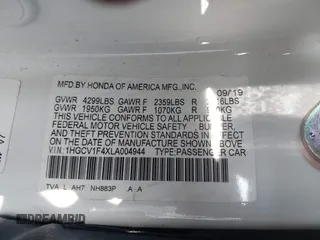 MFD.BY HONDA OF AMERICA MFG.,INC. 09/19
GVWR 4299LBS GAWR F 2359LBS R
GVWR 1950KG GAWR F 1070KG R
THIS VEHICLE CONFORMS TO ALL APPLICABLE
FEDERAL MOTOR VEHICLE SAFETY, BUMPER,
AND THEFT PREVENTION STANDARDS IN EFFECT
ON THE DATE OF MANUFACTURE SHOWN ABOVE.
V.I.N.:1HGCV1F4XLA004944 TYPE:PASSENGER CAR
TVA L AH7 NH883P A A
DREAMBID